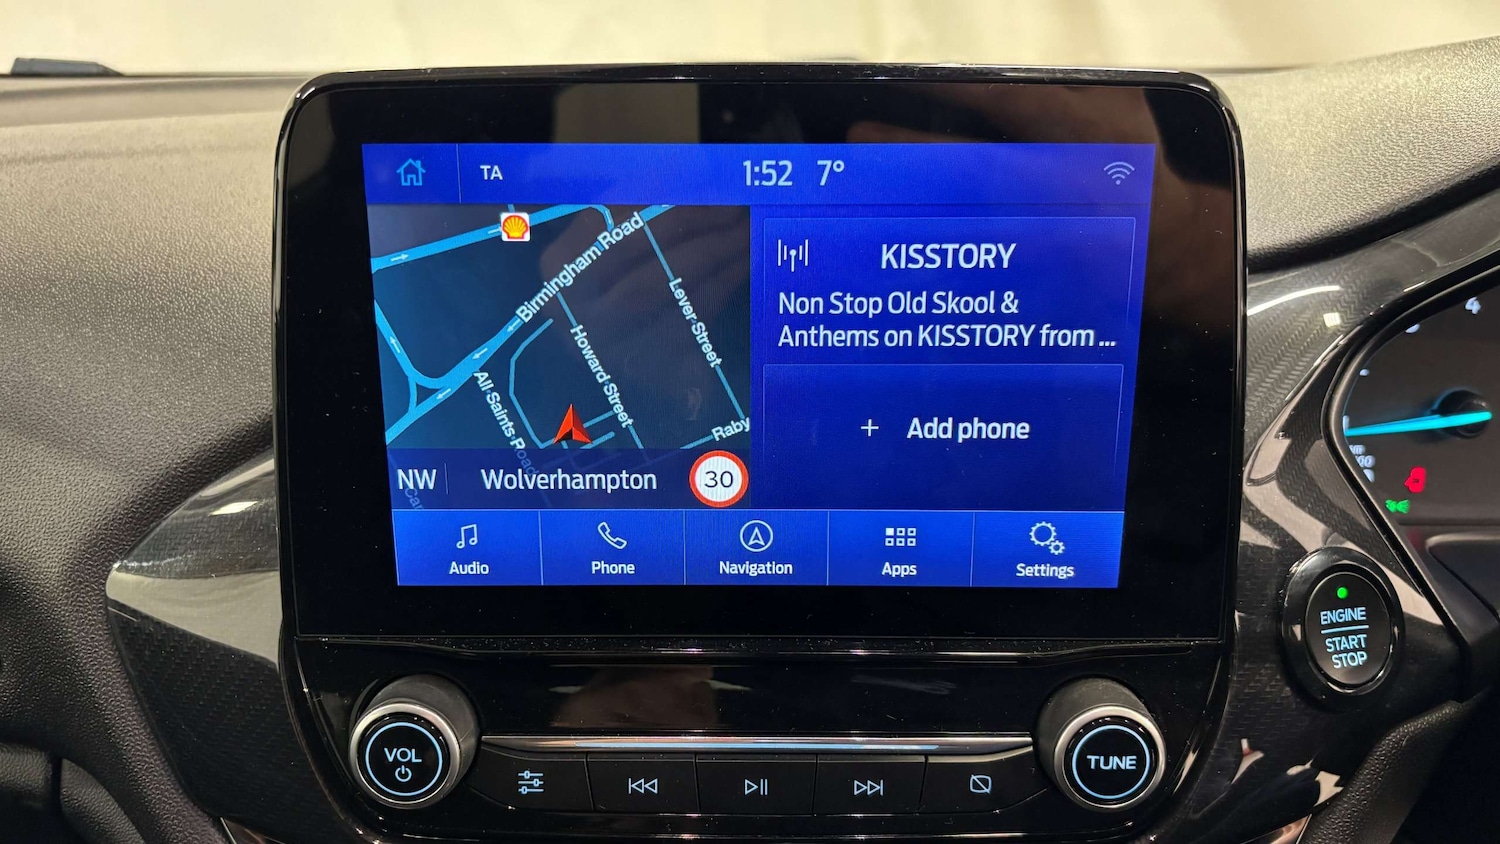 TA
1:52 7°
Birmingham Road
Lever Street
Howard Street
All Saints Road
Raby
NW
Wolverhampton
30
KISSTORY
Non Stop Old Skool &
Anthems on KISSTORY from ...
+ Add phone
Audio
Phone
Navigation
Apps
Settings
4
ENGINE
START
STOP
VOL
TUNE